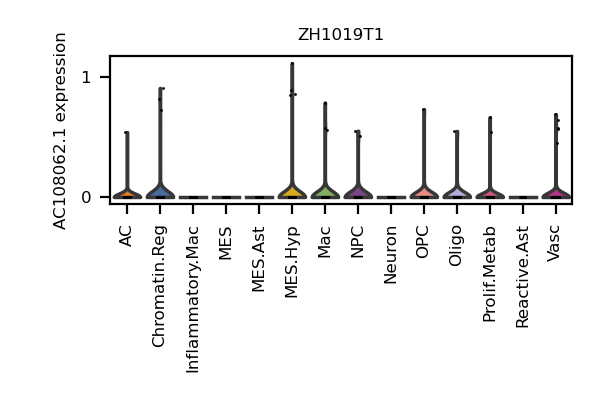 ZH1019T1
AC108062.1 expression
1
0
AC
Chromatin.Reg
Inflammatory.Mac
MES
MES.Ast
MES.Hyp
Mac
NPC
Neuron
OPC
Oligo
Prolif.Metab
Reactive.Ast
Vasc